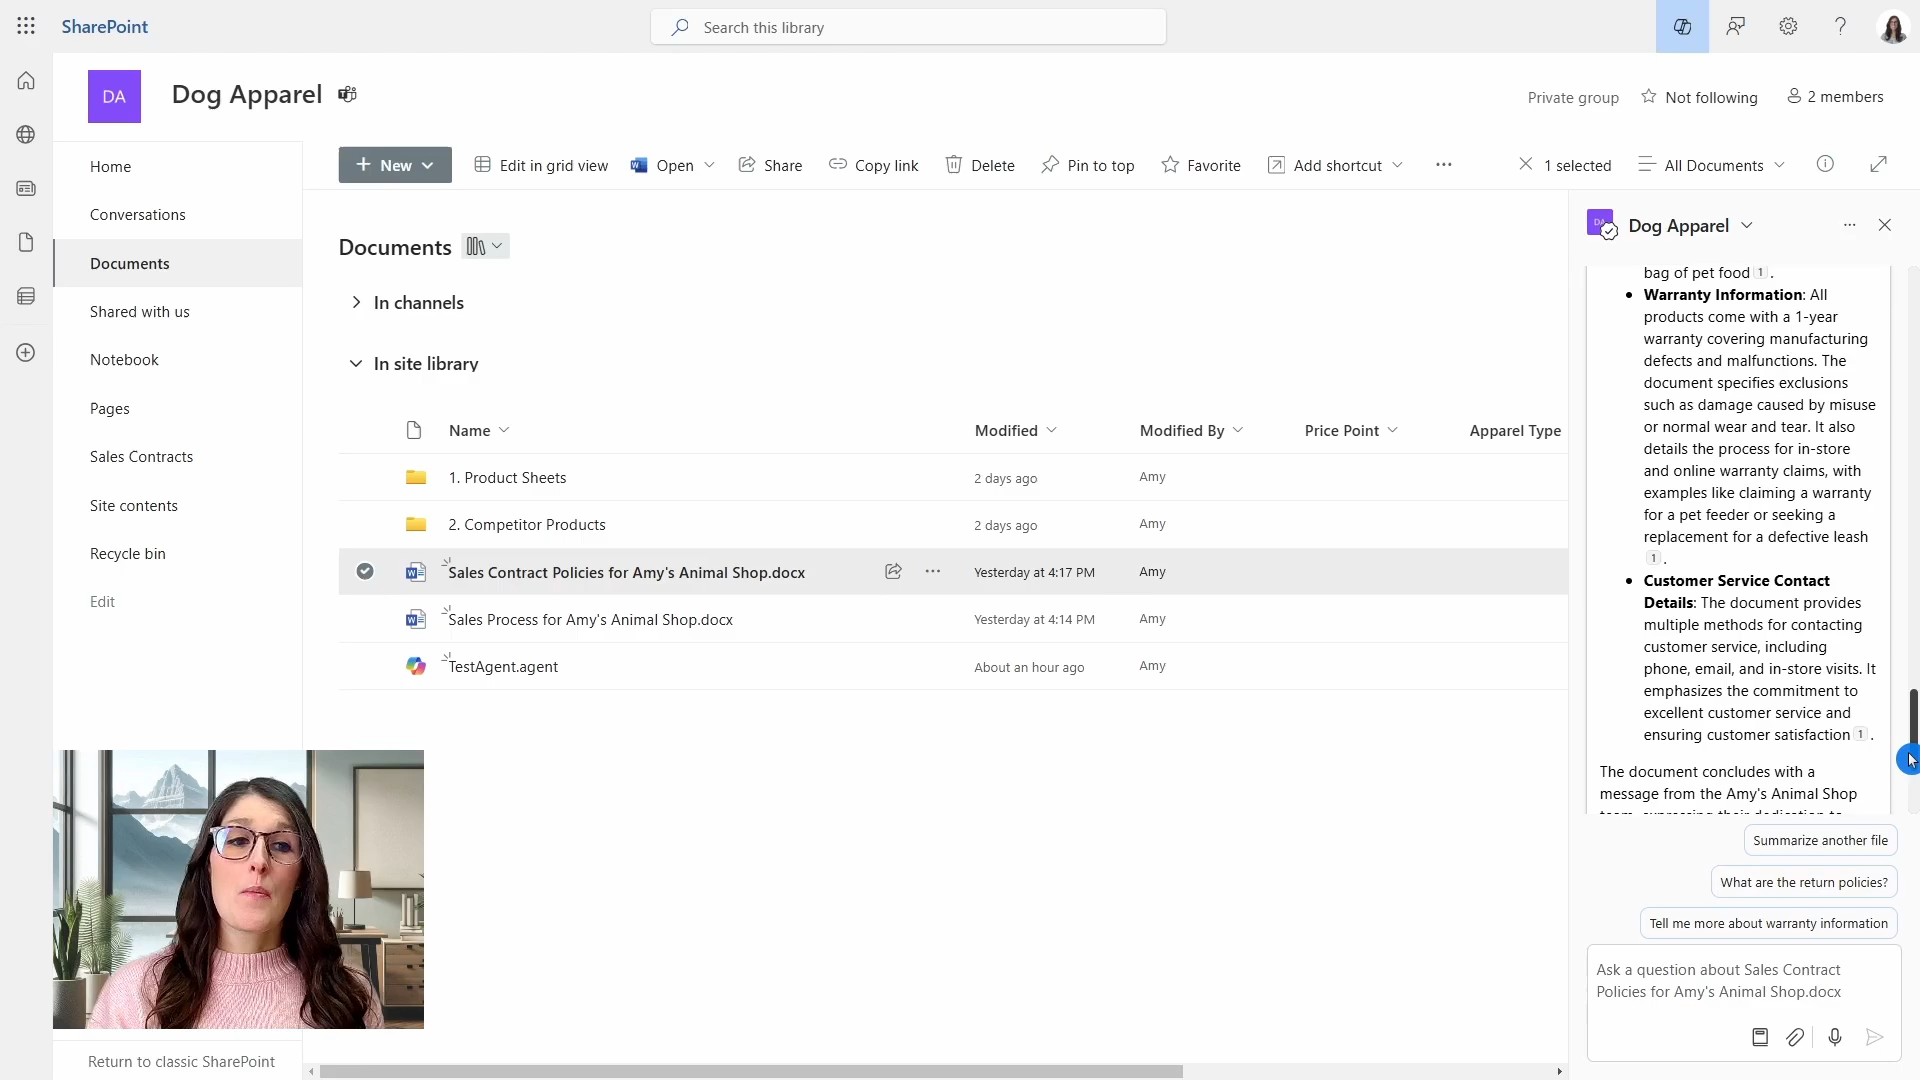 SharePoint
Search this library
DA
Dog Apparel
Private group
Not following
2 members
Home
Conversations
Documents
Shared with us
Notebook
Pages
Sales Contracts
Site contents
Recycle bin
Edit
Return to classic SharePoint
New
Edit in grid view
Open
Share
Copy link
Delete
Pin to top
Favorite
Add shortcut
1 selected
All Documents
Documents
In channels
In site library
Name
Modified
Modified By
Price Point
Apparel Type
1. Product Sheets
2 days ago
Amy
2. Competitor Products
2 days ago
Amy
Sales Contract Policies for Amy's Animal Shop.docx
Yesterday at 4:17 PM
Amy
Sales Process for Amy's Animal Shop.docx
Yesterday at 4:14 PM
Amy
TestAgent.agent
About an hour ago
Amy
DA
Dog Apparel
bag of pet food 1 .
• Warranty Information: All
products come with a 1-year
warranty covering manufacturing
defects and malfunctions. The
document specifies exclusions
such as damage caused by misuse
or normal wear and tear. It also
details the process for in-store
and online warranty claims, with
examples like claiming a warranty
for a pet feeder or seeking a
replacement for a defective leash
1 .
• Customer Service Contact
Details: The document provides
multiple methods for contacting
customer service, including
phone, email, and in-store visits. It
emphasizes the commitment to
excellent customer service and
ensuring customer satisfaction 1 .
The document concludes with a
message from the Amy's Animal Shop
team, expressing their dedication to
Summarize another file
What are the return policies?
Tell me more about warranty information
Ask a question about Sales Contract
Policies for Amy's Animal Shop.docx